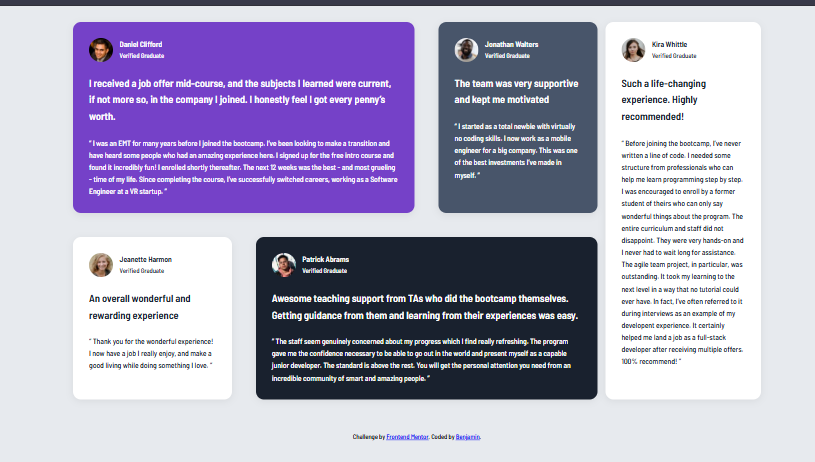 Daniel Clifford
Verified Graduate
I received a job offer mid-course, and the subjects I learned were current,
if not more so, in the company I joined. I honestly feel I got every penny's
worth.
" I was an EMT for many years before I joined the bootcamp. I've been looking to make a transition and
have heard some people who had an amazing experience here. I signed up for the free intro course and
found it incredibly fun! I enrolled shortly thereafter. The next 12 weeks was the best - and most grueling
- time of my life. Since completing the course, I've successfully switched careers, working as a Software
Engineer at a VR startup. "
Jonathan Walters
Verified Graduate
The team was very supportive
and kept me motivated
" I started as a total newbie with virtually
no coding skills. I now work as a mobile
engineer for a big company. This was one
of the best investments I've made in
myself. "
Kira Whittle
Verified Graduate
Such a life-changing
experience. Highly
recommended!
" Before joining the bootcamp, I've never
written a line of code. I needed some
structure from professionals who can
help me learn programming step by step.
I was encouraged to enroll by a former
student of theirs who can only say
wonderful things about the program. The
entire curriculum and staff did not
disappoint. They were very hands-on and
I never had to wait long for assistance.
The agile team project, in particular, was
outstanding. It took my learning to the
next level in a way that no tutorial could
ever have. In fact, I've often referred to it
during interviews as an example of my
developent experience. It certainly
helped me land a job as a full-stack
developer after receiving multiple offers.
100% recommend! "
Jeanette Harmon
Verified Graduate
An overall wonderful and
rewarding experience
" Thank you for the wonderful experience!
I now have a job I really enjoy, and make a
good living while doing something I love. "
Patrick Abrams
Verified Graduate
Awesome teaching support from TAs who did the bootcamp themselves.
Getting guidance from them and learning from their experiences was easy.
" The staff seem genuinely concerned about my progress which I find really refreshing. The program
gave me the confidence necessary to be able to go out in the world and present myself as a capable
junior developer. The standard is above the rest. You will get the personal attention you need from an
incredible community of smart and amazing people. "
Challenge by Frontend Mentor. Coded by Benjamin.